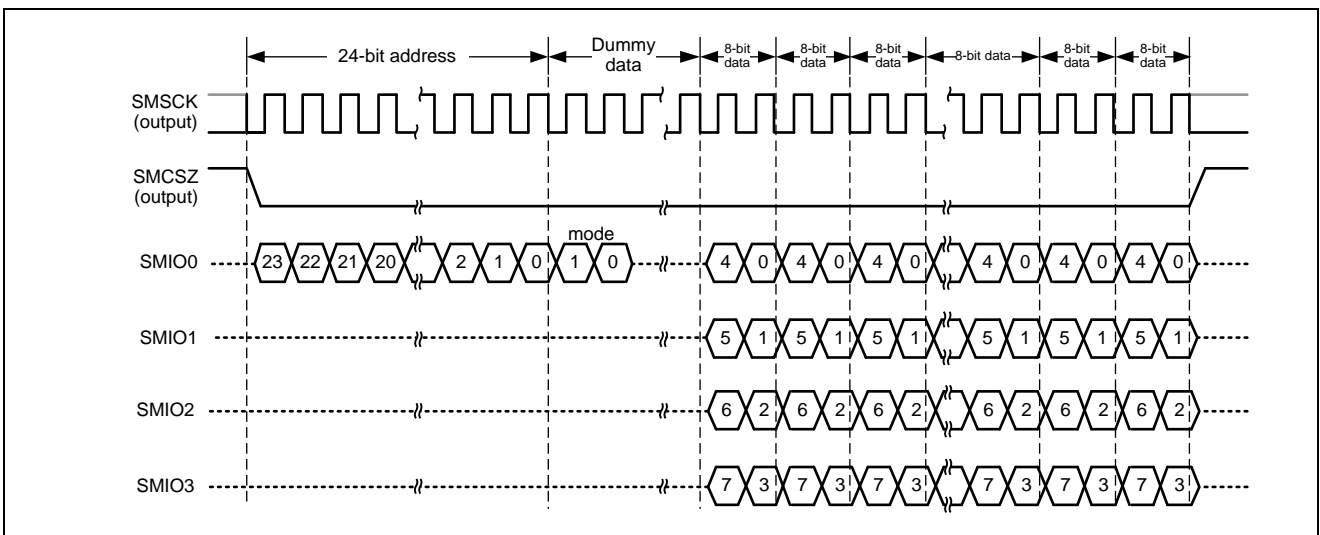 24-bit address Dummy data 8-bit data 8-bit data 8-bit data 8-bit data 8-bit data 8-bit data
SMSCK
(output)
SMCSZ
(output)
mode
SMIO0 23 22 21 20 2 1 0 1 0 4 0 4 0 4 0 4 0 4 0 4 0
SMIO1 5 1 5 1 5 1 5 1 5 1 5 1
SMIO2 6 2 6 2 6 2 6 2 6 2 6 2
SMIO3 7 3 7 3 7 3 7 3 7 3 7 3